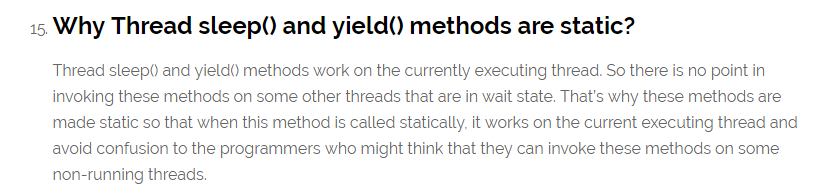 15. Why Thread sleep() and yield() methods are static?
Thread sleep() and yield() methods work on the currently executing thread. So there is no point in
invoking these methods on some other threads that are in wait state. That’s why these methods are
made static so that when this method is called statically, it works on the current executing thread and
avoid confusion to the programmers who might think that they can invoke these methods on some
non-running threads.